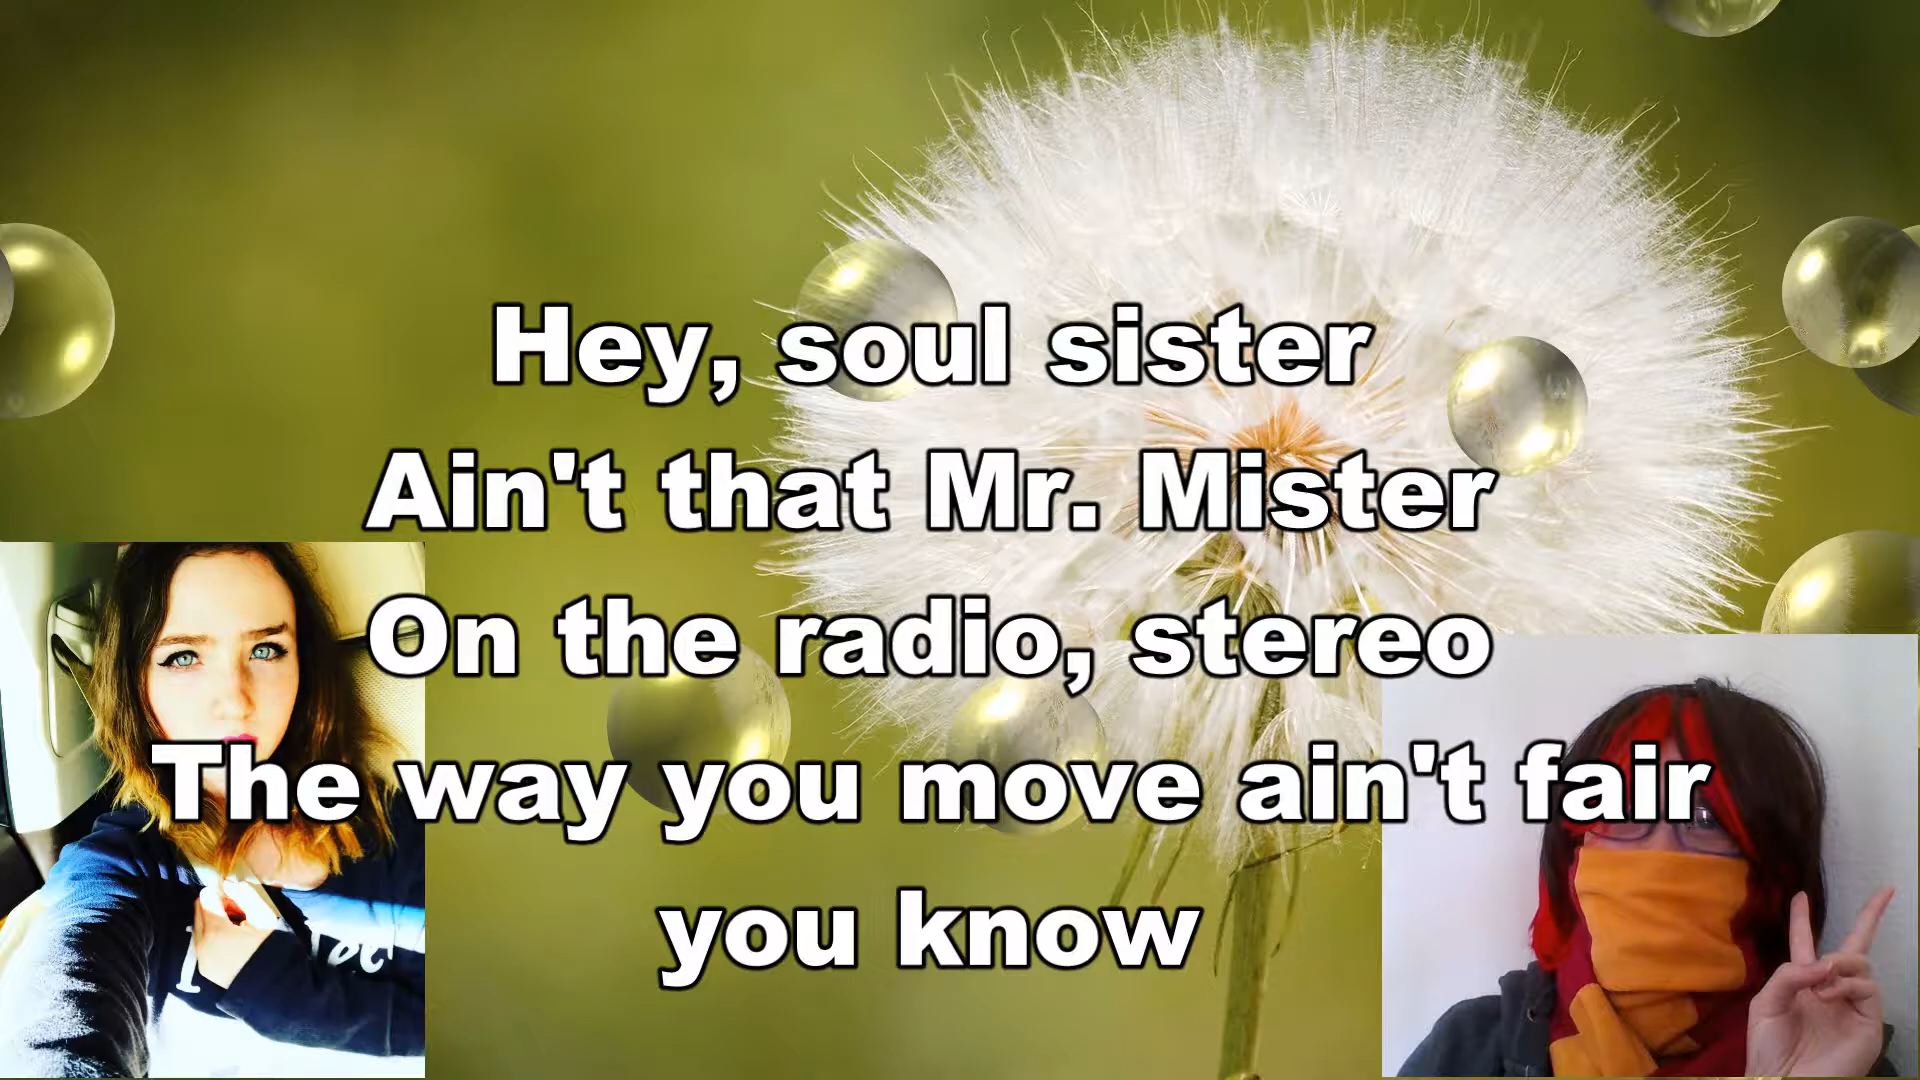 Hey, soul sister
Ain't that Mr. Mister
On the radio, stereo
The way you move ain't fair
you know